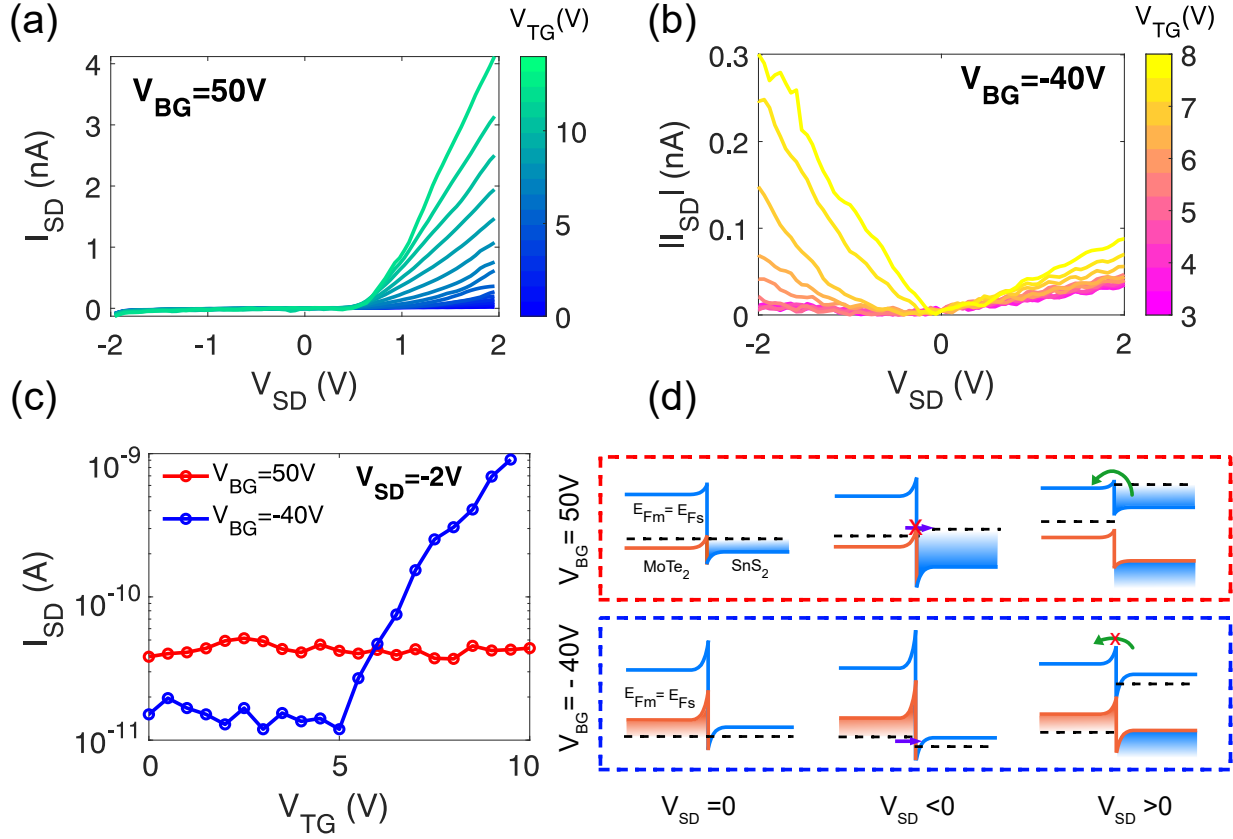 (a)
V_TG(V)
V_BG=50V
I_SD (nA)
4
3
2
1
0
-2
-1
0
1
2
V_SD (V)
10
5
0
(b)
V_TG(V)
V_BG=-40V
|I_SD| (nA)
0.3
0.2
0.1
0
-2
0
2
V_SD (V)
8
7
6
5
4
3
(c)
V_BG=50V
V_BG=-40V
V_SD=-2V
I_SD (A)
10^-9
10^-10
10^-11
0
5
10
V_TG (V)
(d)
V_BG= 50V
E_Fm= E_Fs
MoTe_2
SnS_2
X
V_BG= - 40V
E_Fm= E_Fs
x
V_SD =0
V_SD <0
V_SD >0